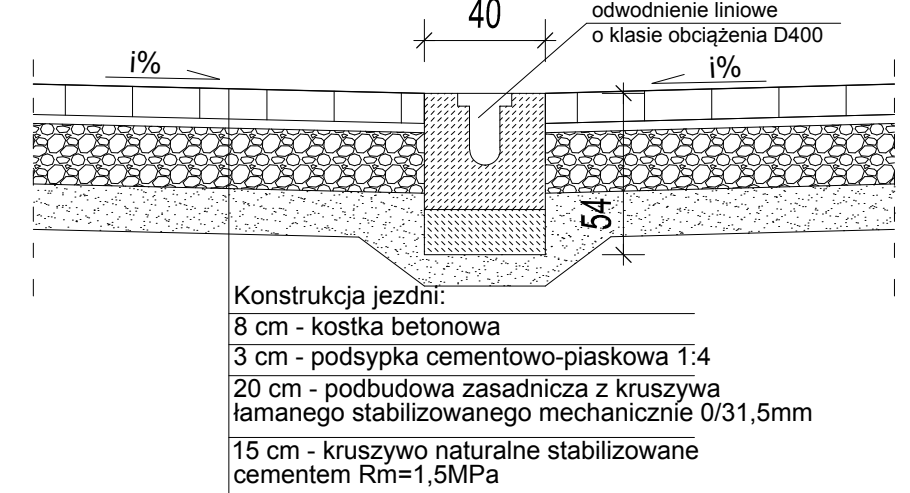 40
odwodnienie liniowe
o klasie obciążenia D400
i%
i%
54
Konstrukcja jezdni:
8 cm - kostka betonowa
3 cm - podsypka cementowo-piaskowa 1:4
20 cm - podbudowa zasadnicza z kruszywa
łamanego stabilizowanego mechanicznie 0/31,5mm
15 cm - kruszywo naturalne stabilizowane
cementem Rm=1,5MPa